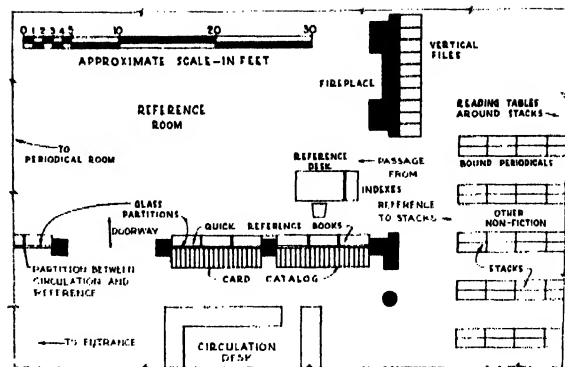 0 1 2 3 4 5 10 20 30
APPROXIMATE SCALE-IN FEET
VERTICAL
FILES
FIREPLACE
REFERENCE
ROOM
READING TABLES
AROUND STACKS
TO
PERIODICAL ROOM
REFERENCE
DESK
PASSAGE
FROM
REFERENCE
TO STACKS
INDEXES
BOUND PERIODICALS
OTHER
NON-FICTION
STACKS
GLASS
PARTITIONS
DOORWAY
QUICK REFERENCE BOOKS
CARD CATALOG
PARTITION BETWEEN
CIRCULATION AND
REFERENCE
TO ENTRANCE
CIRCULATION
DESK